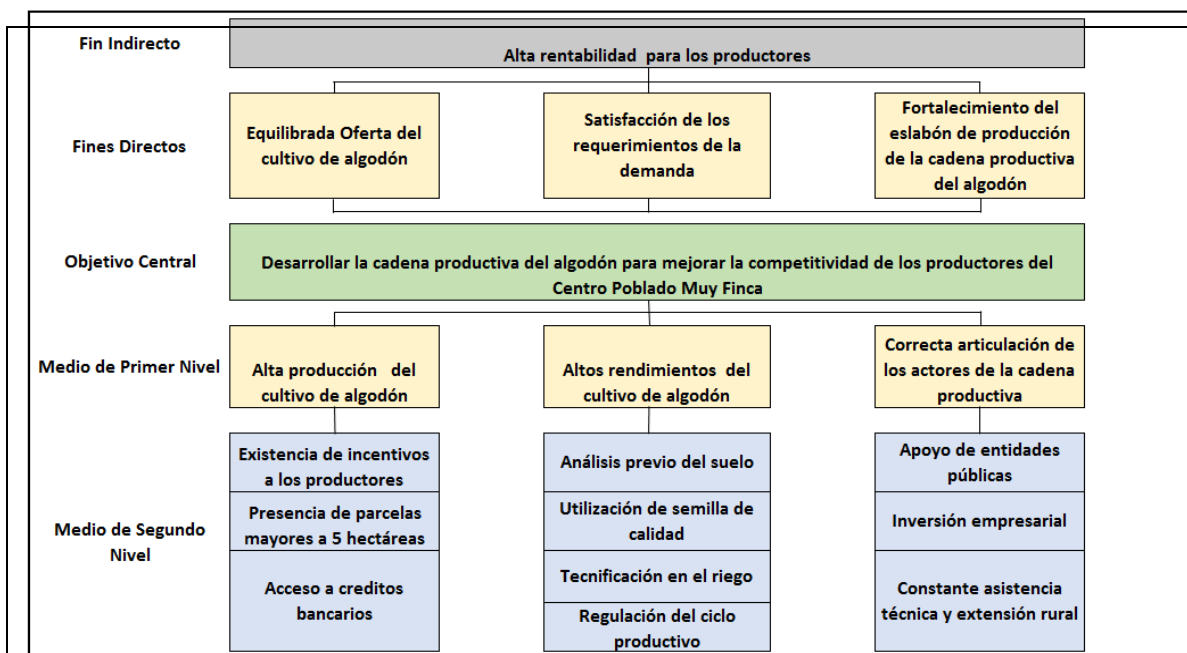 Fin Indirecto
Alta rentabilidad para los productores
Fines Directos
Equilibrada Oferta del
cultivo de algodón
Satisfacción de los
requerimientos de la
demanda
Fortalecimiento del
eslabón de producción
de la cadena productiva
del algodón
Objetivo Central
Desarrollar la cadena productiva del algodón para mejorar la competitividad de los productores del
Centro Poblado Muy Finca
Medio de Primer Nivel
Alta producción del
cultivo de algodón
Altos rendimientos del
cultivo de algodón
Correcta articulación de
los actores de la cadena
productiva
Medio de Segundo
Nivel
Existencia de incentivos
a los productores
Presencia de parcelas
mayores a 5 hectáreas
Acceso a creditos
bancarios
Análisis previo del suelo
Utilización de semilla de
calidad
Tecnificación en el riego
Regulación del ciclo
productivo
Apoyo de entidades
públicas
Inversión empresarial
Constante asistencia
técnica y extensión rural